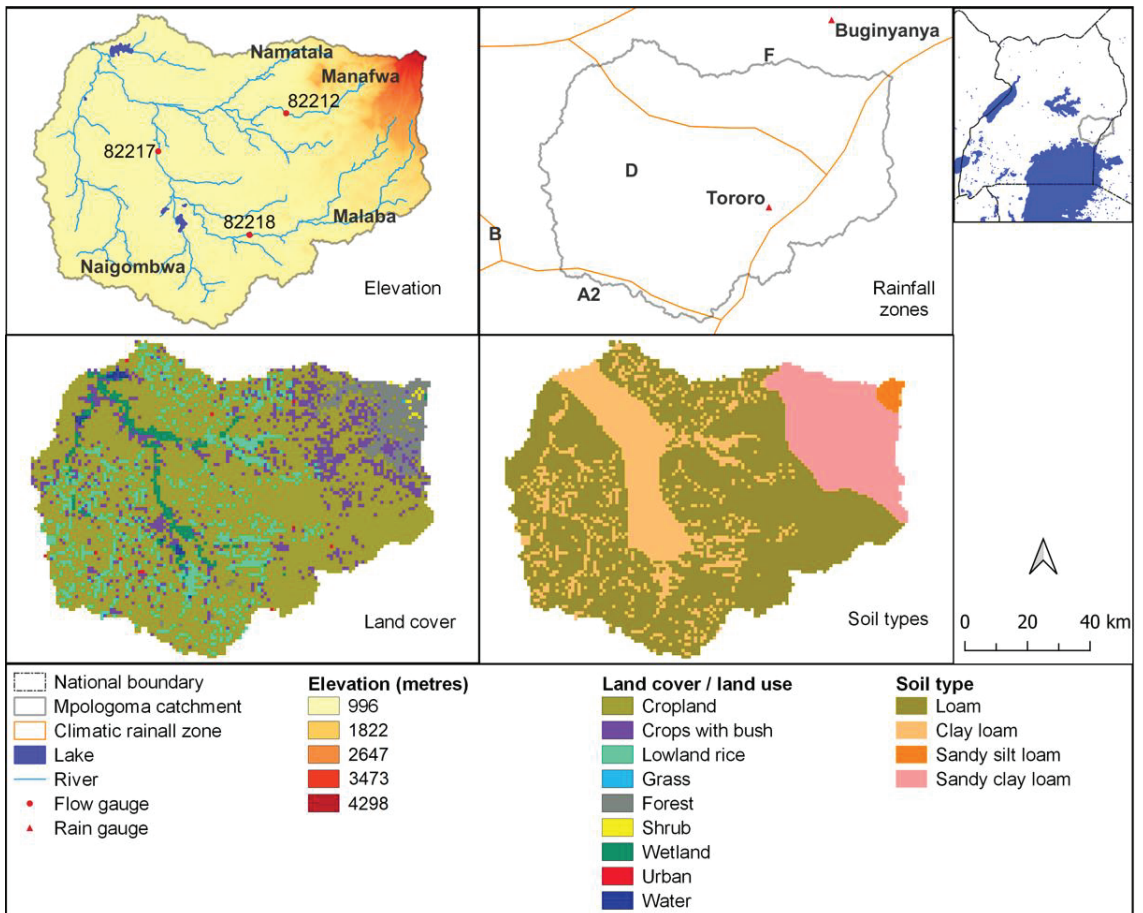 Namatala
Manafwa
82212
82217
82218
Malaba
Naigombwa
Elevation
Buginyanya
F
D
Tororo
B
A2
Rainfall
zones
Land cover
Soil types
0 20 40 km
National boundary
Mpologoma catchment
Climatic rainall zone
Lake
River
Flow gauge
Rain gauge
Elevation (metres)
996
1822
2647
3473
4298
Land cover / land use
Cropland
Crops with bush
Lowland rice
Grass
Forest
Shrub
Wetland
Urban
Water
Soil type
Loam
Clay loam
Sandy silt loam
Sandy clay loam